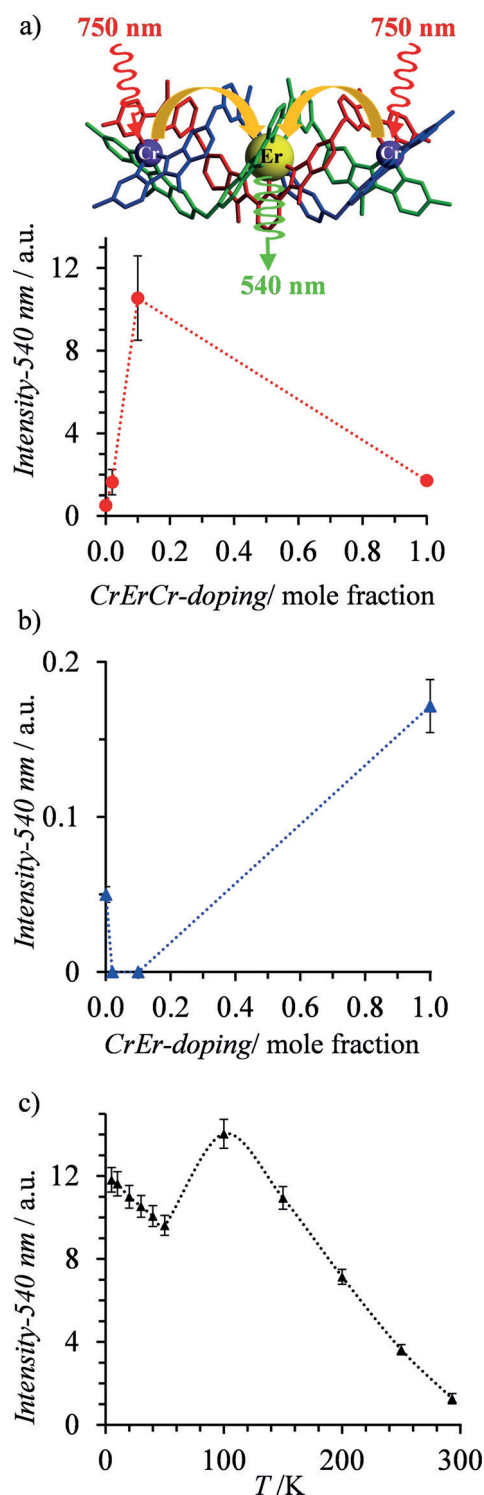 a)
750 nm 750 nm
Cr Er Cr
540 nm
Intensity-540 nm / a.u.
12
8
4
0
0.0 0.2 0.4 0.6 0.8 1.0
CrErCr-doping/ mole fraction
b)
Intensity-540 nm / a.u.
0.2
0.1
0
0.0 0.2 0.4 0.6 0.8 1.0
CrEr-doping/ mole fraction
c)
Intensity-540 nm / a.u.
12
8
4
0
0 100 200 300
T /K